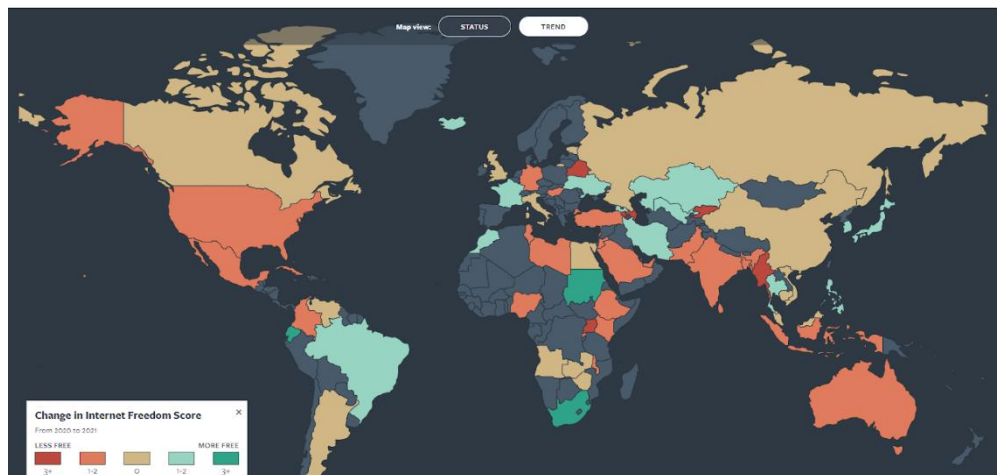 Map view: STATUS TREND
Change in Internet Freedom Score ×
From 2020 to 2021
LESS FREE MORE FREE
3+ 1-2 0 1-2 3+